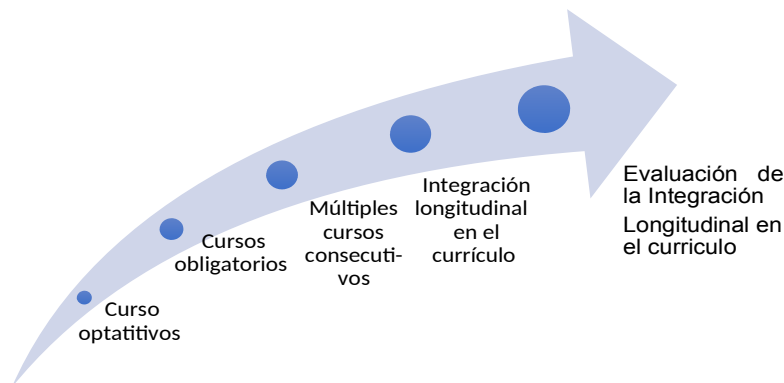 Curso
optatitivos
Cursos
obligatorios
Múltiples
cursos
consecuti-
vos
Integración
longitudinal
en el
currículo
Evaluación de
la Integración
Longitudinal en
el curriculo